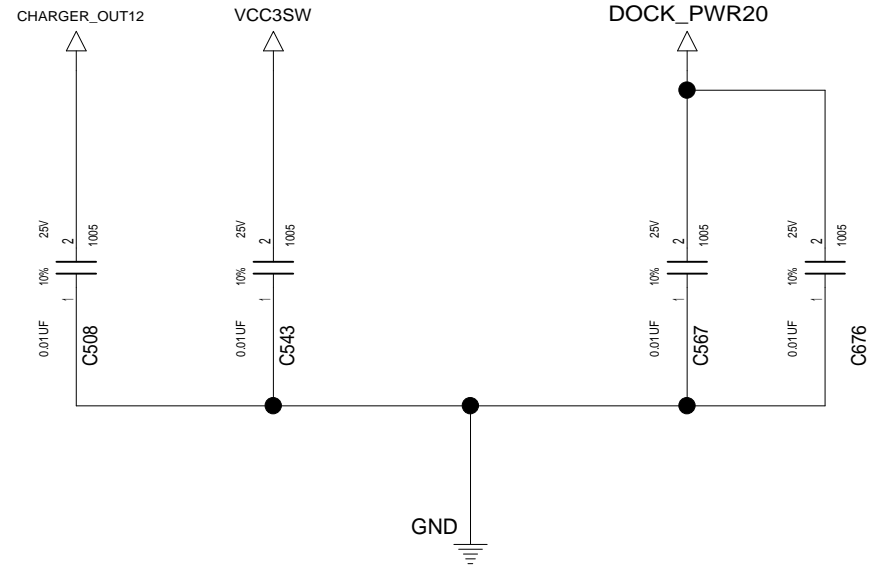 CHARGER_OUT12
VCC3SW
DOCK_PWR20
25V
2
1005
10%
1
0.01UF
C508
25V
2
1005
10%
1
0.01UF
C543
25V
2
1005
10%
1
0.01UF
C567
25V
2
1005
10%
1
0.01UF
C676
GND